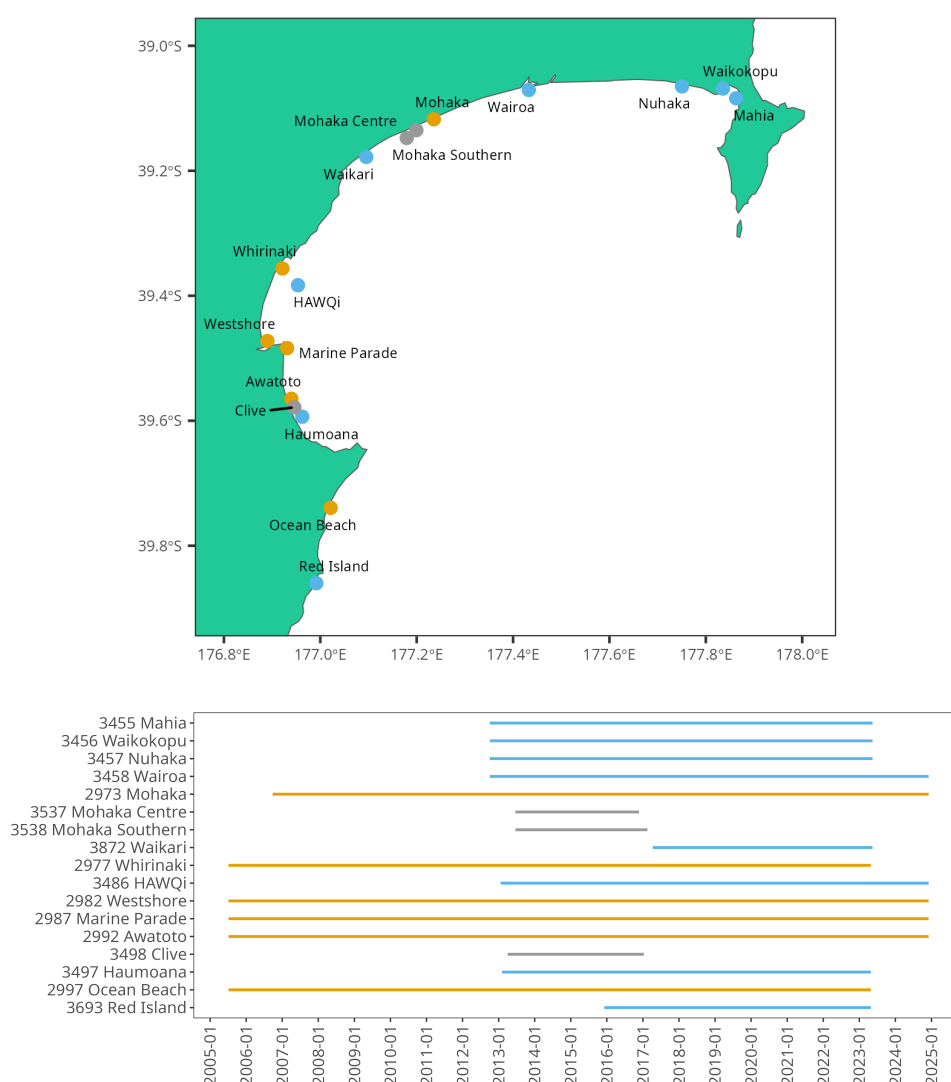 39.0°S
Waikokopu
Mohaka
Wairoa
Nuhaka
Mahia
Mohaka Centre
Mohaka Southern
39.2°S
Waikari
Whirinaki
39.4°S
HAWQi
Westshore
Marine Parade
Awatoto
Clive
39.6°S
Haumoana
Ocean Beach
39.8°S
Red Island
176.8°E 177.0°E 177.2°E 177.4°E 177.6°E 177.8°E 178.0°E
3455 Mahia
3456 Waikokopu
3457 Nuhaka
3458 Wairoa
2973 Mohaka
3537 Mohaka Centre
3538 Mohaka Southern
3872 Waikari
2977 Whirinaki
3486 HAWQi
2982 Westshore
2987 Marine Parade
2992 Awatoto
3498 Clive
3497 Haumoana
2997 Ocean Beach
3693 Red Island
2005-01
2006-01
2007-01
2008-01
2009-01
2010-01
2011-01
2012-01
2013-01
2014-01
2015-01
2016-01
2017-01
2018-01
2019-01
2020-01
2021-01
2022-01
2023-01
2024-01
2025-01